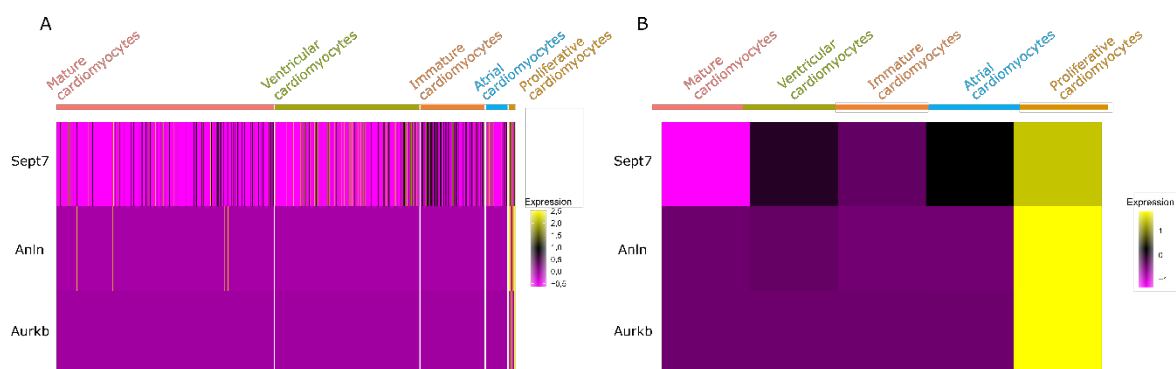 A
Mature
cardiomyocytes
Ventricular
cardiomyocytes
Immature
cardiomyocytes
Atrial
cardiomyocytes
Proliferative
cardiomyocytes
Sept7
Anln
Aurkb
Expression
2,5
2,0
1,5
1,0
0,5
0,0
−0,5
B
Mature
cardiomyocytes
Ventricular
cardiomyocytes
Immature
cardiomyocytes
Atrial
cardiomyocytes
Proliferative
cardiomyocytes
Sept7
Anln
Aurkb
Expression
1
0
−1